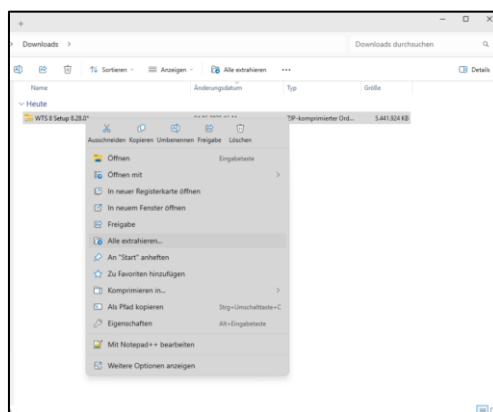 Downloads
Downloads durchsuchen
Sortieren
Anzeigen
Alle extrahieren
Details
Name Änderungsdatum Typ Größe
Heute
WTS 8 Setup 8.28.0 ZIP-komprimierter Ord... 5.441.924 KB
Ausschneiden Kopieren Umbenennen Freigabe Löschen
Öffnen Eingabetaste
Öffnen mit
In neuer Registerkarte öffnen
In neuem Fenster öffnen
Freigabe
Alle extrahieren...
An "Start" anheften
Zu Favoriten hinzufügen
Komprimieren in...
Als Pfad kopieren Strg+Umschalttaste+C
Eigenschaften Alt+Eingabetaste
Mit Notepad++ bearbeiten
Weitere Optionen anzeigen